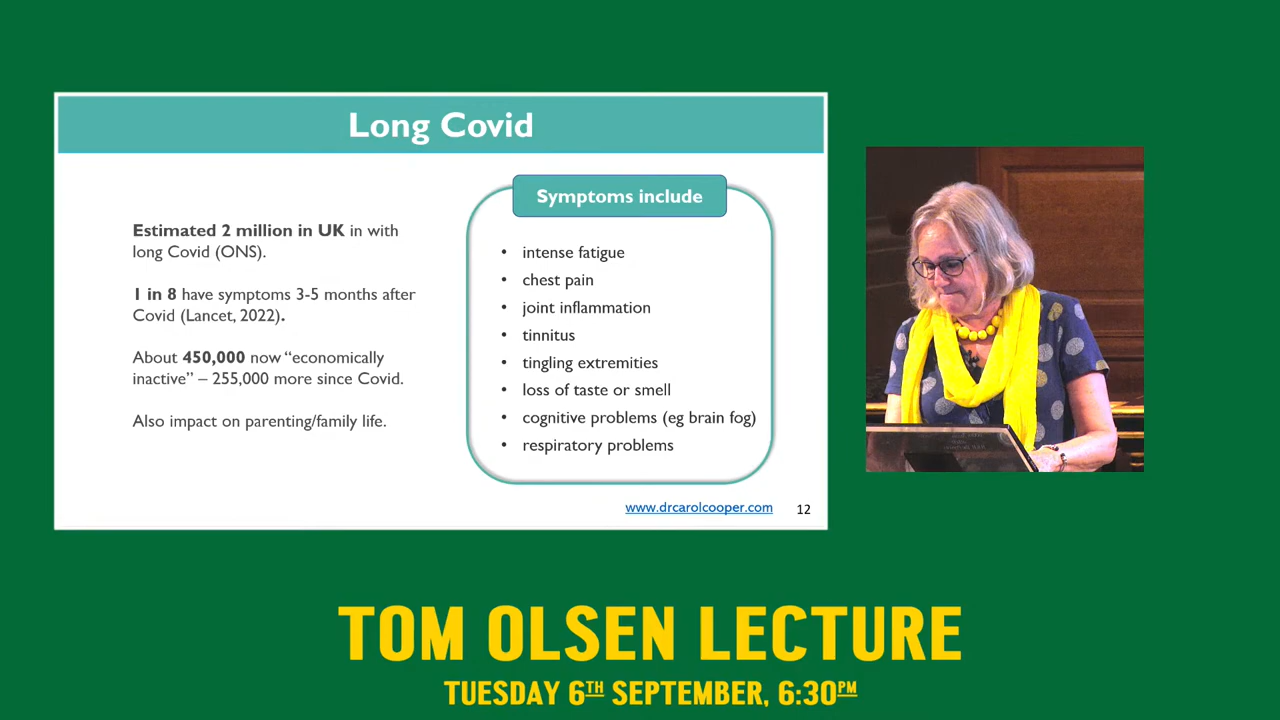 Long Covid
Estimated 2 million in UK in with
long Covid (ONS).
1 in 8 have symptoms 3-5 months after
Covid (Lancet, 2022).
About 450,000 now “economically
inactive” – 255,000 more since Covid.
Also impact on parenting/family life.
Symptoms include
• intense fatigue
• chest pain
• joint inflammation
• tinnitus
• tingling extremities
• loss of taste or smell
• cognitive problems (eg brain fog)
• respiratory problems
www.drcarolcooper.com 12
TOM OLSEN LECTURE
TUESDAY 6TH SEPTEMBER, 6:30PM